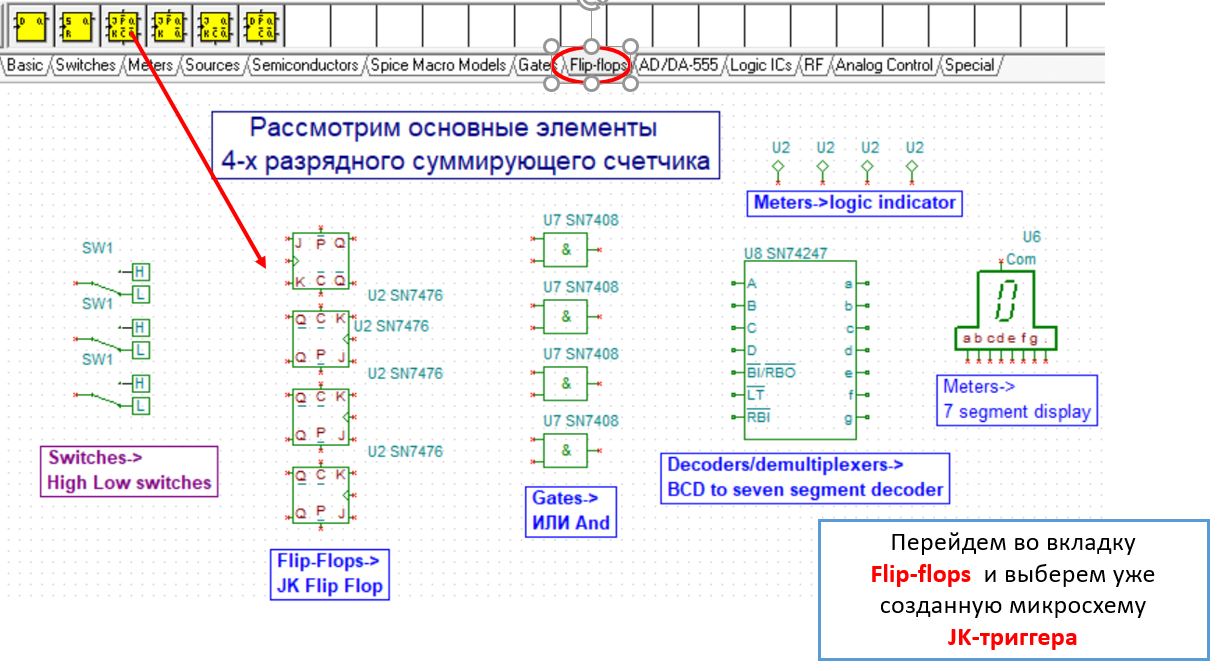 D Q
S Q
R
J P Q
K C Q
J P Q
K Q
J Q
K C Q
D P Q
C Q
Basic Switches Meters Sources Semiconductors Spice Macro Models Gates Flip-flops AD/DA-555 Logic ICs RF Analog Control Special
Рассмотрим основные элементы
4-х разрядного суммирующего счетчика
U2 U2 U2 U2
Meters->logic indicator
SW1
H
L
SW1
H
L
SW1
H
L
Switches->
High Low switches
J P Q
K C Q
U2 SN7476
Q C K
Q P J
U2 SN7476
U2 SN7476
Q C K
Q P J
U2 SN7476
Q C K
Q P J
Flip-Flops->
JK Flip Flop
U7 SN7408
&
U7 SN7408
&
U7 SN7408
&
U7 SN7408
&
Gates->
ИЛИ And
U8 SN74247
A a
B b
C c
D d
BI/RBO e
LT f
RBI g
Decoders/demultiplexers->
BCD to seven segment decoder
U6
Com
0
a b c d e f g .
Meters->
7 segment display
Перейдем во вкладку
Flip-flops и выберем уже
созданную микросхему
JK-триггера